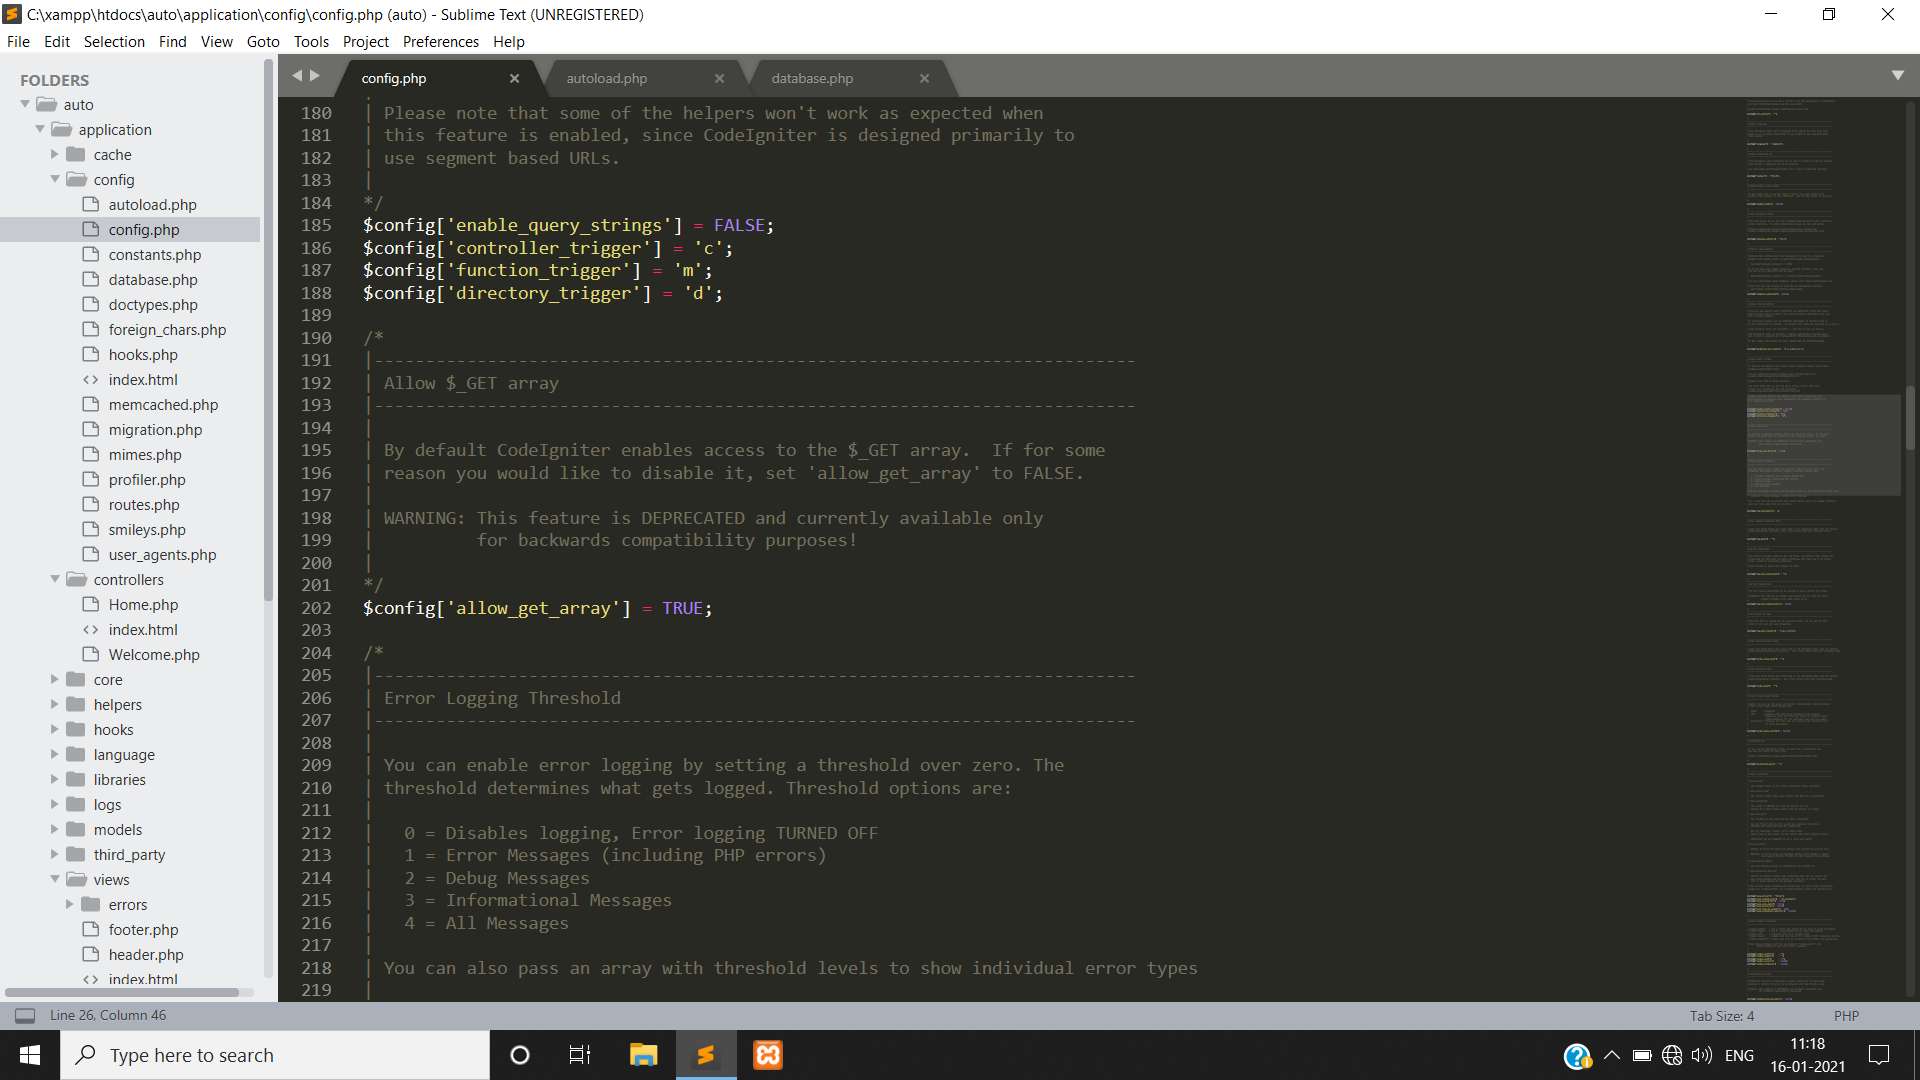 C:\xampp\htdocs\auto\application\config\config.php (auto) - Sublime Text (UNREGISTERED)
File Edit Selection Find View Goto Tools Project Preferences Help
FOLDERS
auto
application
cache
config
autoload.php
config.php
constants.php
database.php
doctypes.php
foreign_chars.php
hooks.php
index.html
memcached.php
migration.php
mimes.php
profiler.php
routes.php
smileys.php
user_agents.php
controllers
Home.php
index.html
Welcome.php
core
helpers
hooks
language
libraries
logs
models
third_party
views
errors
footer.php
header.php
index.html
config.php autoload.php database.php
180 | Please note that some of the helpers won't work as expected when
181 | this feature is enabled, since CodeIgniter is designed primarily to
182 | use segment based URLs.
183 |
184 */
185 $config['enable_query_strings'] = FALSE;
186 $config['controller_trigger'] = 'c';
187 $config['function_trigger'] = 'm';
188 $config['directory_trigger'] = 'd';
189
190 /*
191 |--------------------------------------------------------------------------
192 | Allow $_GET array
193 |--------------------------------------------------------------------------
194 |
195 | By default CodeIgniter enables access to the $_GET array.  If for some
196 | reason you would like to disable it, set 'allow_get_array' to FALSE.
197 |
198 | WARNING: This feature is DEPRECATED and currently available only
199 |          for backwards compatibility purposes!
200 |
201 */
202 $config['allow_get_array'] = TRUE;
203
204 /*
205 |--------------------------------------------------------------------------
206 | Error Logging Threshold
207 |--------------------------------------------------------------------------
208 |
209 | You can enable error logging by setting a threshold over zero. The
210 | threshold determines what gets logged. Threshold options are:
211 |
212 |   0 = Disables logging, Error logging TURNED OFF
213 |   1 = Error Messages (including PHP errors)
214 |   2 = Debug Messages
215 |   3 = Informational Messages
216 |   4 = All Messages
217 |
218 | You can also pass an array with threshold levels to show individual error types
219 |
Line 26, Column 46
Tab Size: 4 PHP
Type here to search
ENG
11:18
16-01-2021